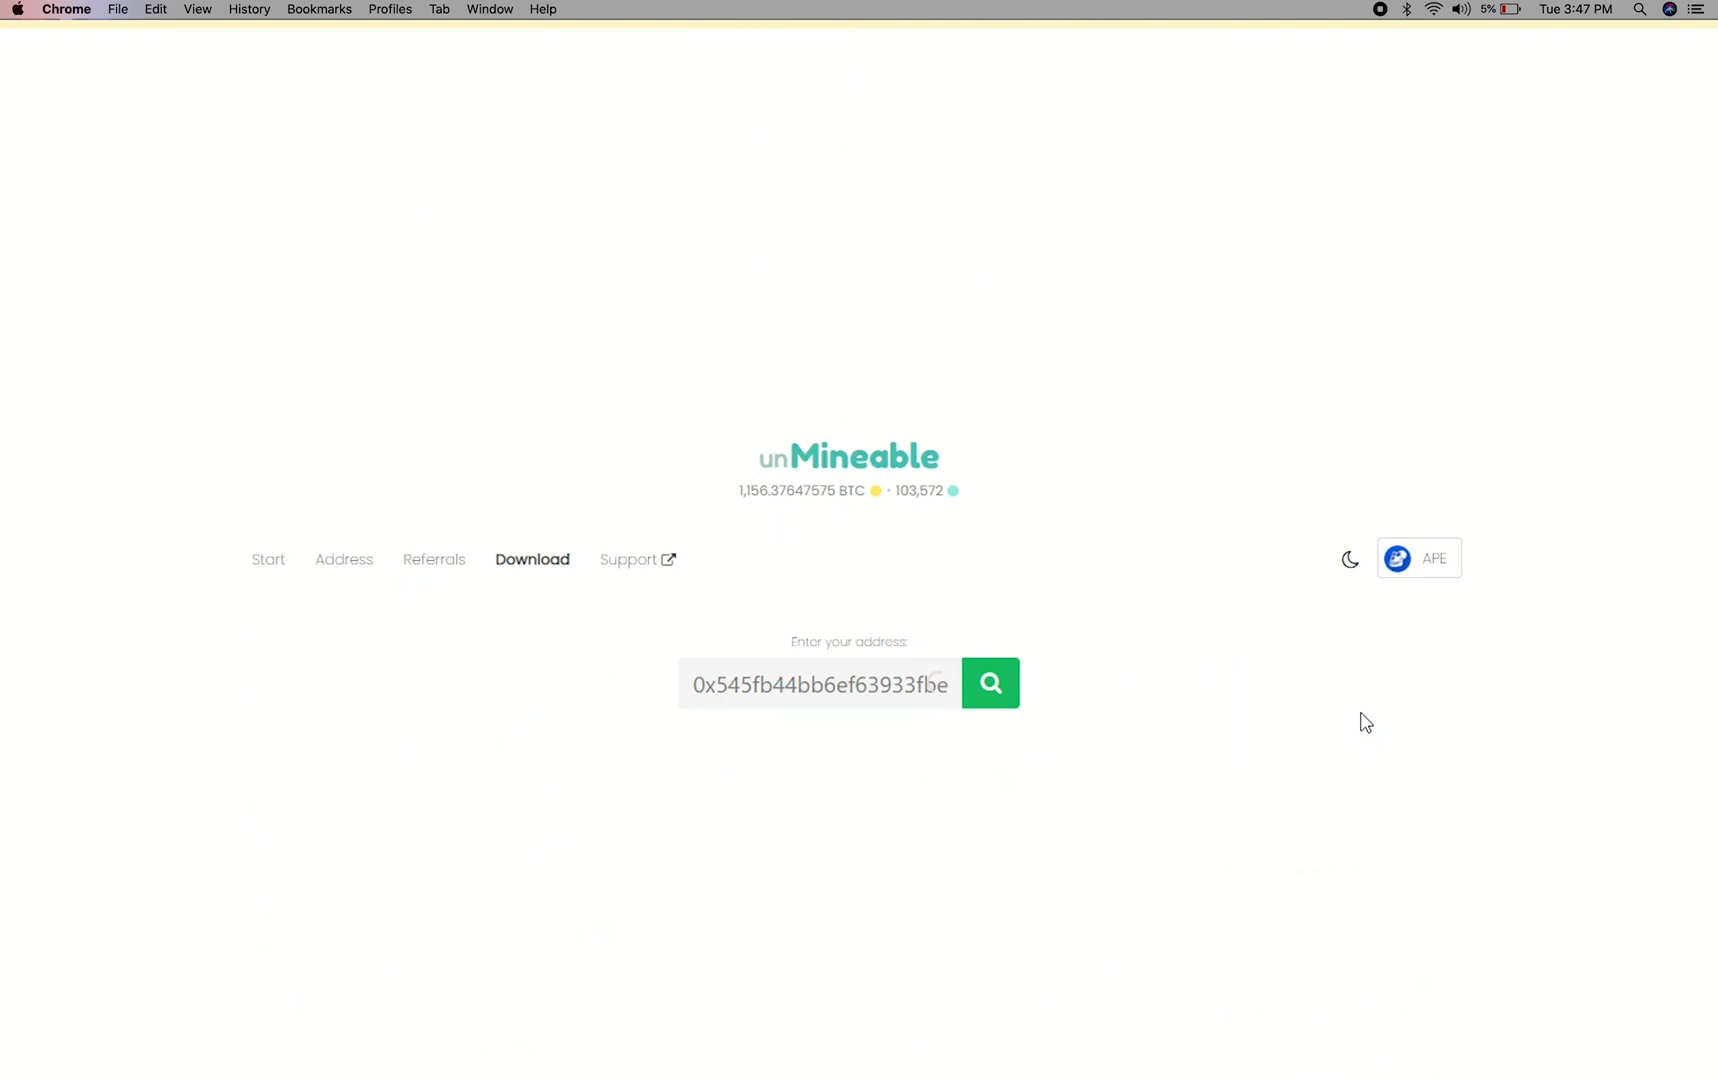 Chrome File Edit View History Bookmarks Profiles Tab Window Help 5% Tue 3:47 PM
unMineable
1,156.37647575 BTC • 103,572
Start Address Referrals Download Support APE
Enter your address:
0x545fb44bb6ef63933fbe